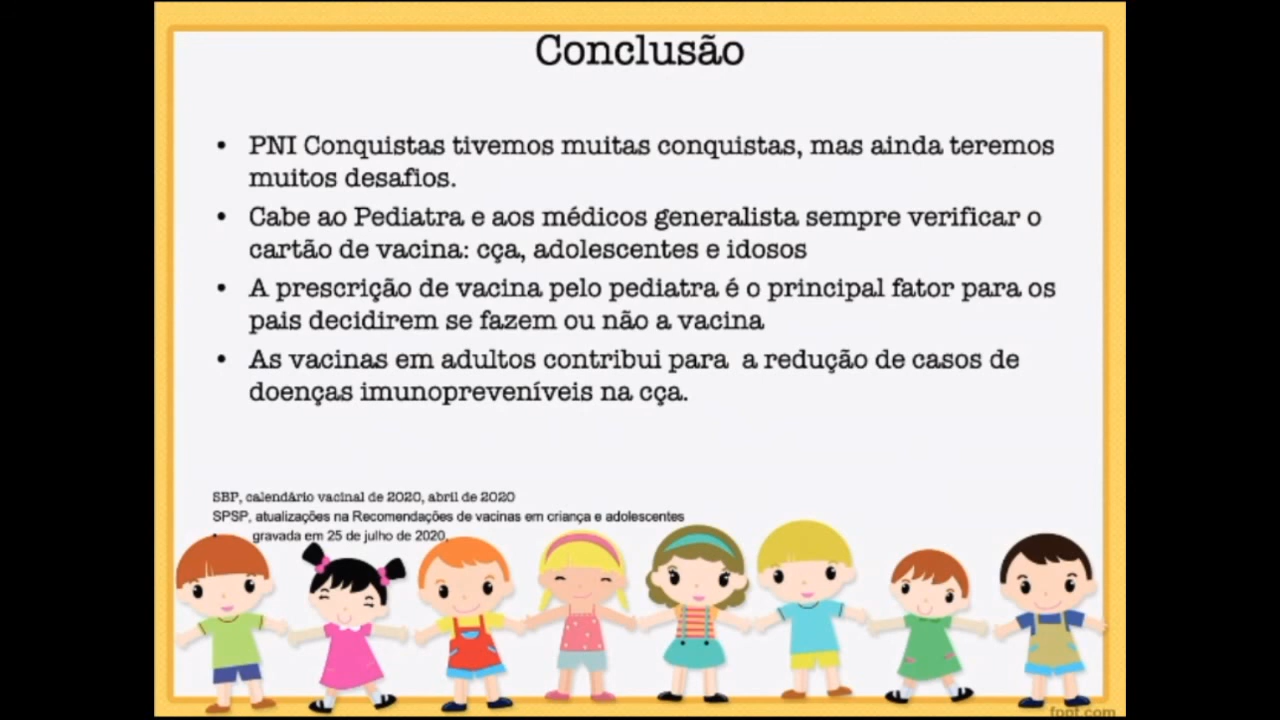 Conclusão
• PNI Conquistas tivemos muitas conquistas, mas ainda teremos
muitos desafios.
• Cabe ao Pediatra e aos médicos generalista sempre verificar o
cartão de vacina: cça, adolescentes e idosos
• A prescrição de vacina pelo pediatra é o principal fator para os
pais decidirem se fazem ou não a vacina
• As vacinas em adultos contribui para  a redução de casos de
doenças imunopreveníveis na cça.
SBP, calendário vacinal de 2020, abril de 2020
SPSP, atualizações na Recomendações de vacinas em criança e adolescentes
• gravada em 25 de julho de 2020.
fppt.com